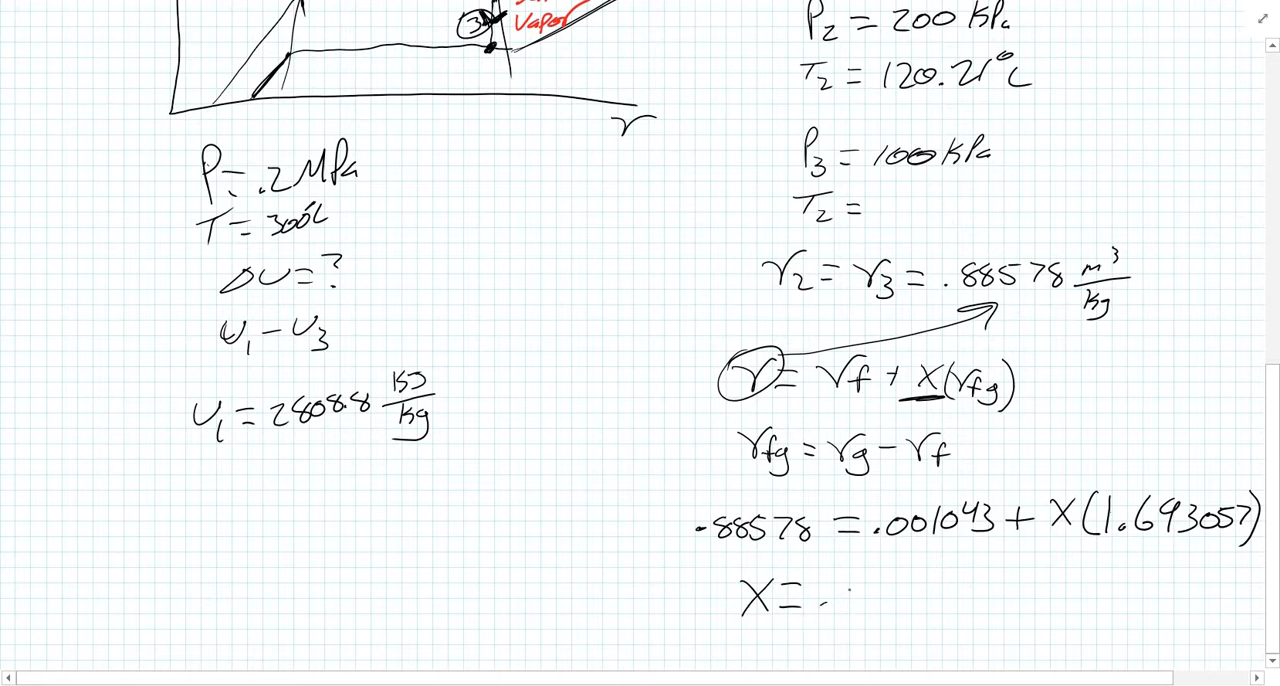 ③
Vapor
P₂ = 200 KPa
T₂ = 120.21°C
v
P = .2 MPa
T = 300°C
ΔU = ?
U₁ - U₃
U₁ = 2808.8 KJ/kg
P₃ = 100 KPa
T₂ =
v₂ = v₃ = .88578 m³/kg
v = vf + X(vfg)
vfg = vg - vf
.88578 = .001043 + X(1.693057)
X = .